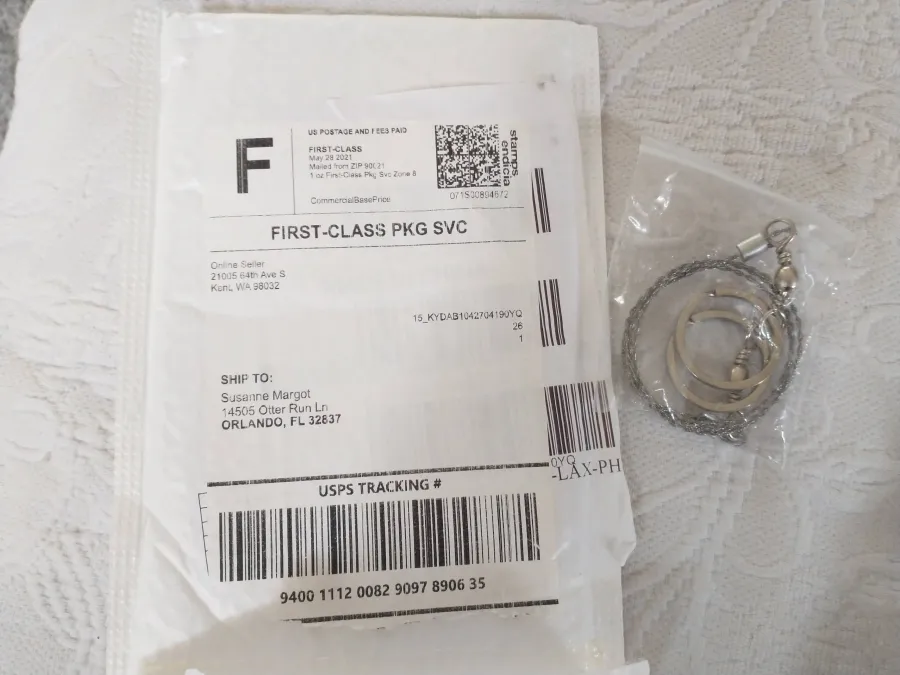 F
US POSTAGE AND FEES PAID
FIRST-CLASS
May 28 2021
Mailed from ZIP 90021
1 oz First-Class Pkg Svc Zone 8
CommercialBasePrice
stamps
endicia
071S00894672
FIRST-CLASS PKG SVC
Online Seller
21005 64th Ave S
Kent, WA 98032
15_KYDAB1042704190YQ
26
1
SHIP TO:
Susanne Margot
14505 Otter Run Ln
ORLANDO, FL 32837
0YQ
-LAX-PH
USPS TRACKING #
9400 1112 0082 9097 8906 35